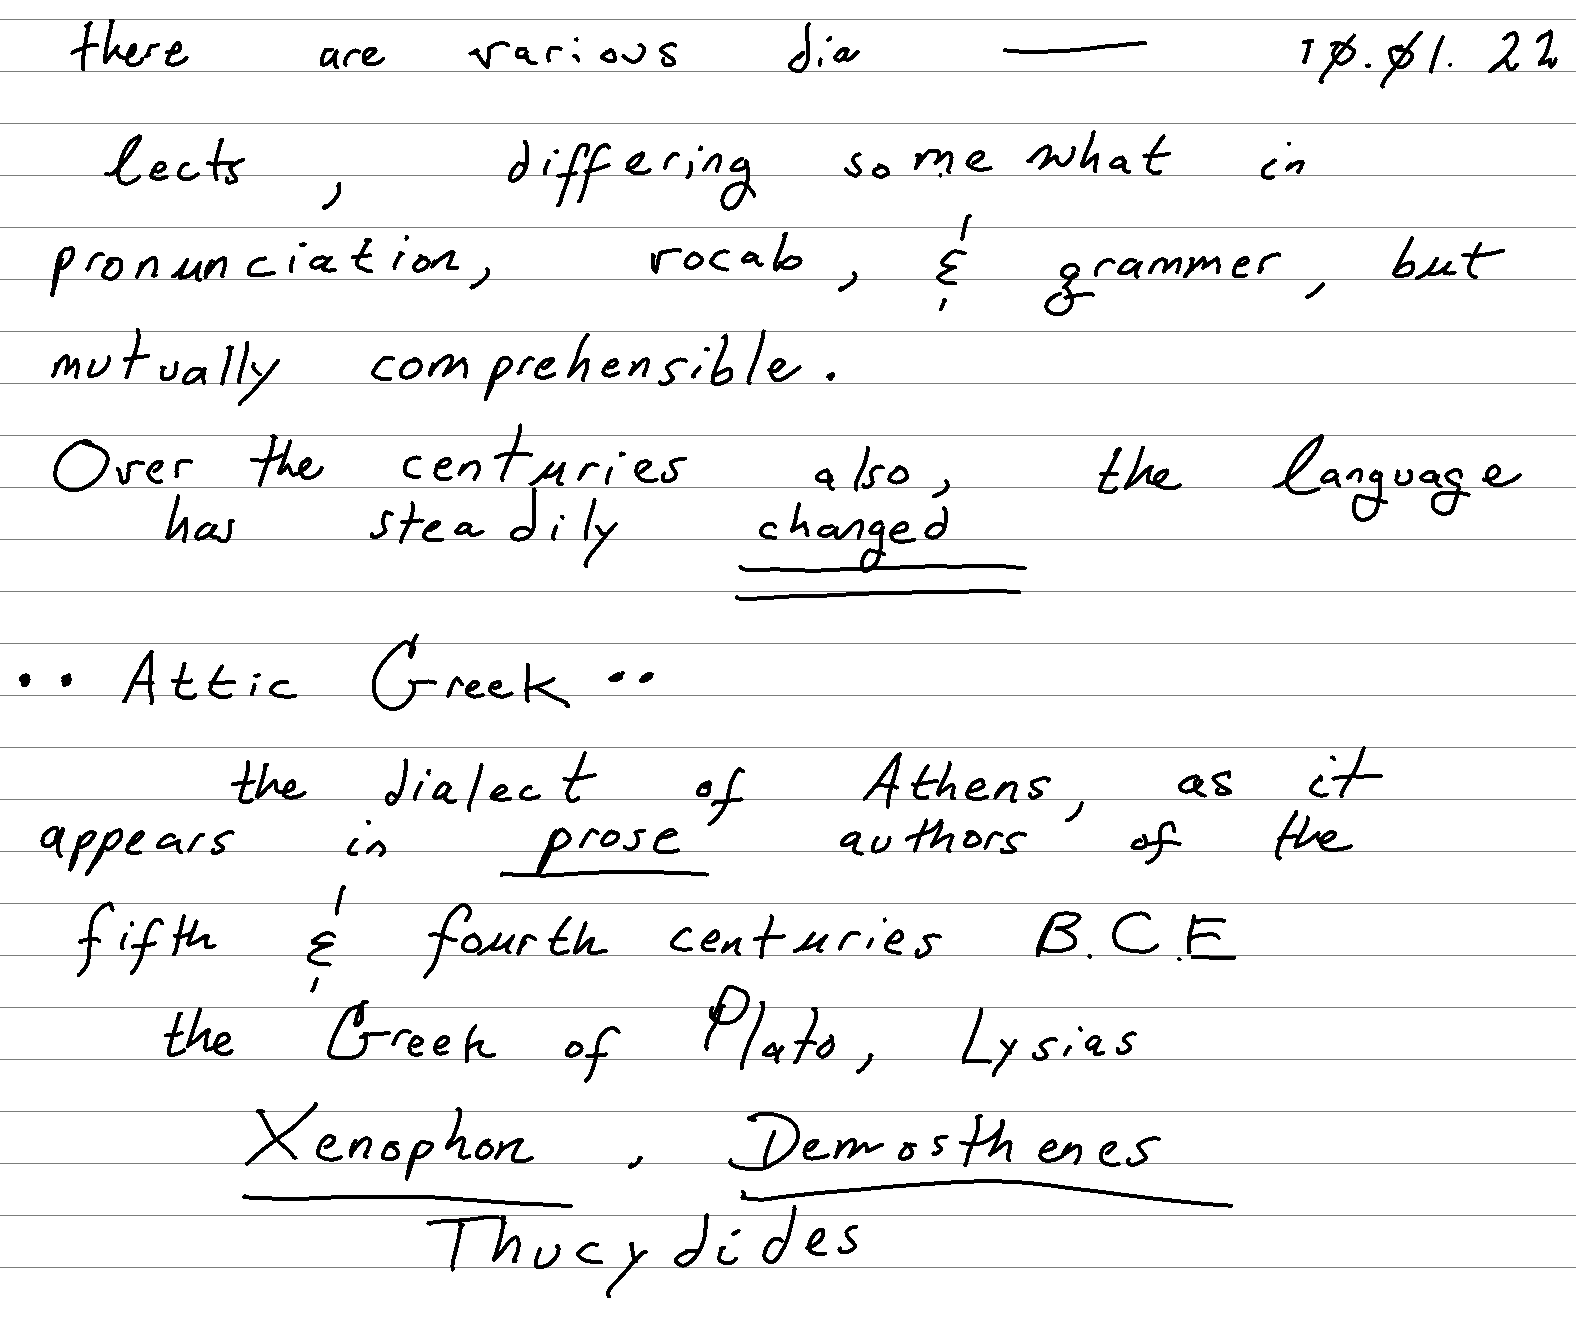 there are various dia — 10.01.22
lects, differing somewhat in
pronunciation, vocab, & grammer, but
mutually comprehensible.
Over the centuries also, the language
has steadily changed
•• Attic Greek ••
the dialect of Athens, as it
appears in prose authors of the
fifth & fourth centuries B.C.E
the Greek of Plato, Lysias
Xenophon, Demosthenes
Thucydides